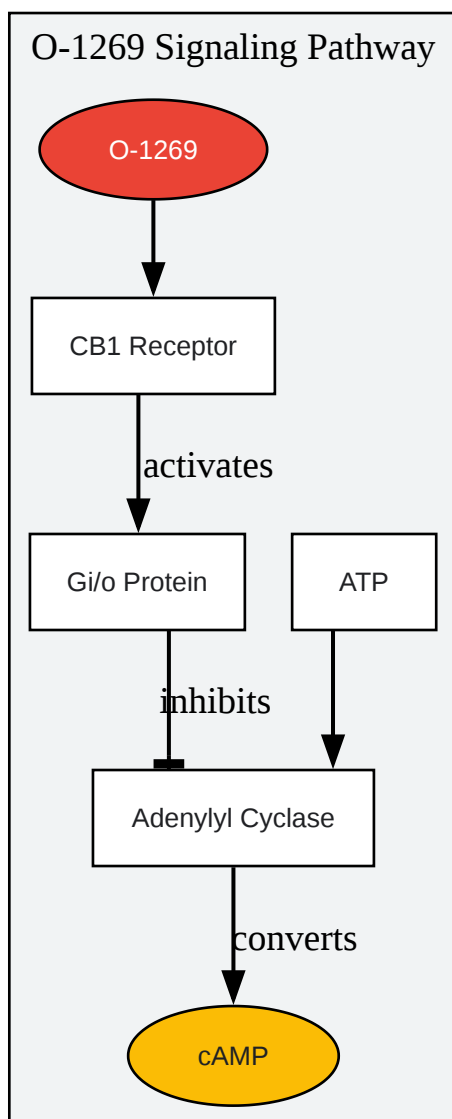 O-1269 Signaling Pathway
O-1269
CB1 Receptor
activates
Gi/o Protein
ATP
inhibits
Adenylyl Cyclase
converts
cAMP